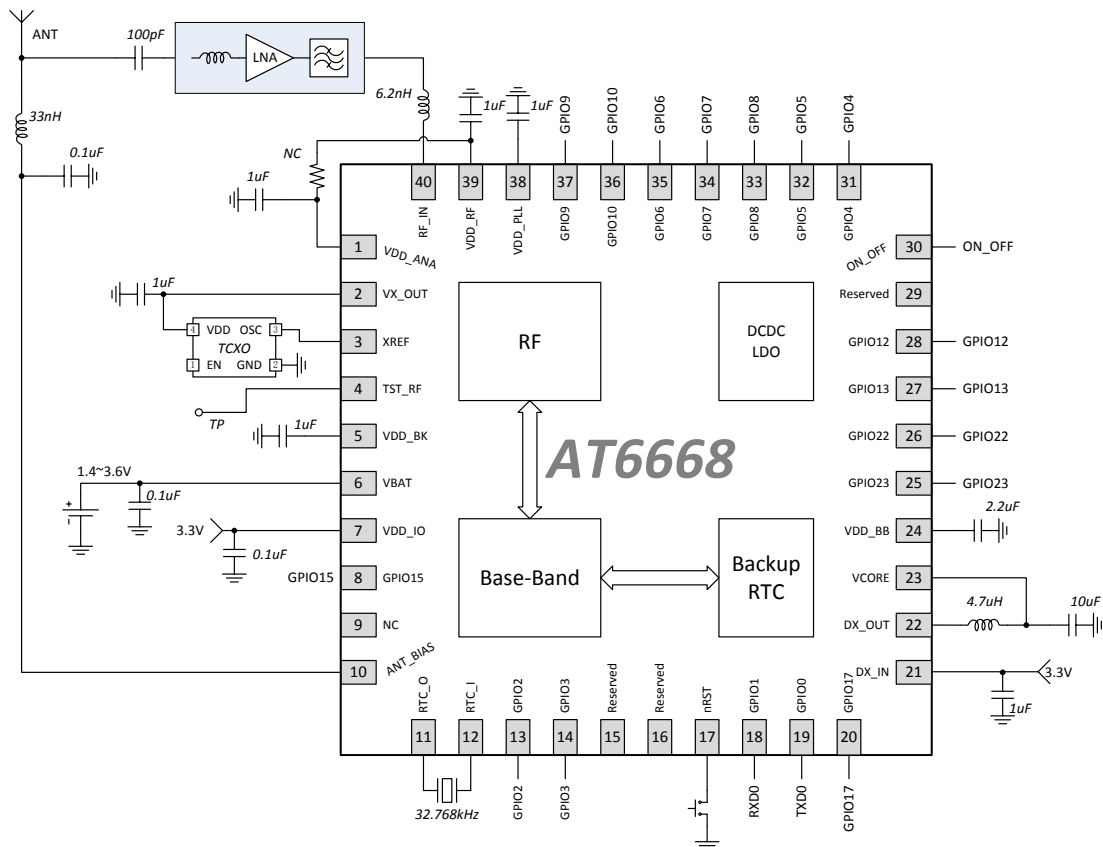 ANT
100pF
LNA
33nH
0.1uF
6.2nH
1uF
1uF
NC
1uF
GPIO9
GPIO10
GPIO6
GPIO7
GPIO8
GPIO5
GPIO4
40
39
38
37
36
35
34
33
32
31
RF_IN
VDD_RF
VDD_PLL
GPIO9
GPIO10
GPIO6
GPIO7
GPIO8
GPIO5
GPIO4
1 VDD_ANA
1uF
2 VX_OUT
4 VDD OSC 3
TCXO
1 EN GND 2
3 XREF
4 TST_RF
TP
1uF
5 VDD_BK
1.4~3.6V
+
-
0.1uF
6 VBAT
3.3V
0.1uF
7 VDD_IO
GPIO15 8 GPIO15
9 NC
10 ANT_BIAS
RF
DCDC
LDO
AT6668
Base-Band
Backup
RTC
ON_OFF 30 ON_OFF
Reserved 29
GPIO12 28 GPIO12
GPIO13 27 GPIO13
GPIO22 26 GPIO22
GPIO23 25 GPIO23
VDD_BB 24
2.2uF
VCORE 23
4.7uH
10uF
DX_OUT 22
DX_IN 21
3.3V
1uF
RTC_O
RTC_I
GPIO2
GPIO3
Reserved
Reserved
nRST
GPIO1
GPIO0
GPIO17
11
12
13
14
15
16
17
18
19
20
32.768kHz
GPIO2
GPIO3
RXD0
TXD0
GPIO17